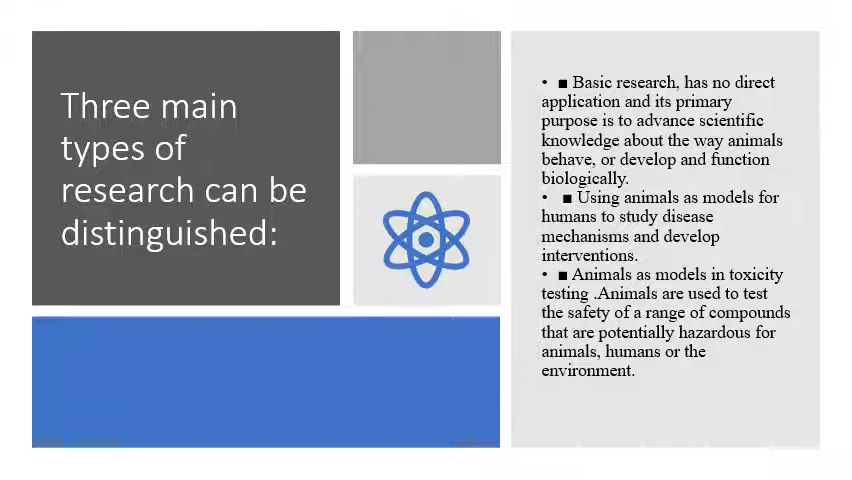 Three main
types of
research can be
distinguished:
• ■ Basic research, has no direct
application and its primary
purpose is to advance scientific
knowledge about the way animals
behave, or develop and function
biologically.
• ■ Using animals as models for
humans to study disease
mechanisms and develop
interventions.
• ■ Animals as models in toxicity
testing .Animals are used to test
the safety of a range of compounds
that are potentially hazardous for
animals, humans or the
environment.